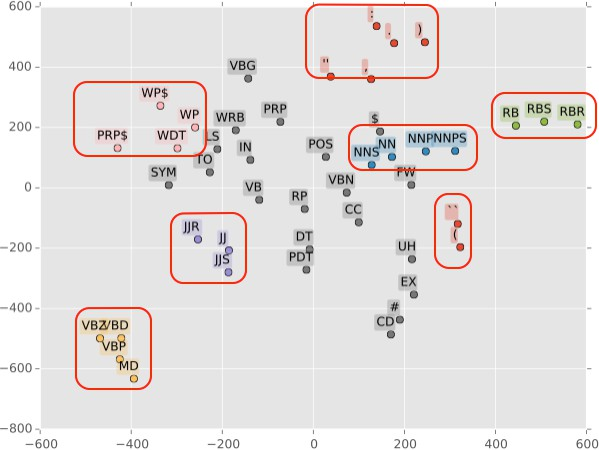 600
400
200
0
−200
−400
−600
−800
−600
−400
−200
0
200
400
600
:
.
)
''
,
VBG
WP$
WP
PRP$
WDT
WRB
PRP
LS
IN
TO
SYM
VB
$
POS
NNS
NN
NNP
NNPS
FW
RB
RBS
RBR
VBN
RP
CC
``
(
JJR
JJ
JJS
DT
PDT
UH
EX
#
CD
VBZ
VBD
VBP
MD